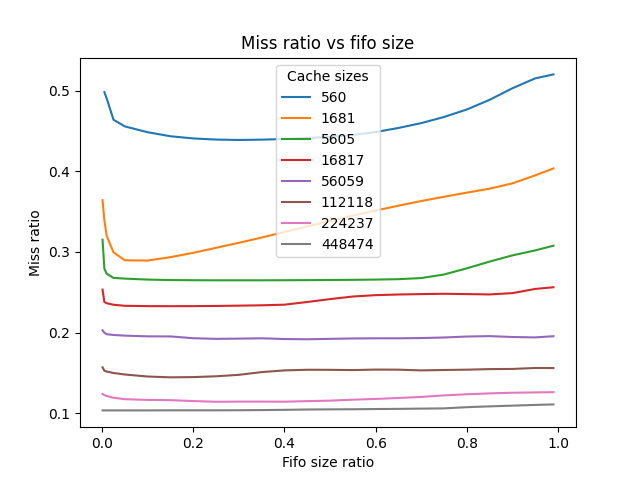 Miss ratio vs fifo size
Cache sizes
560
1681
5605
16817
56059
112118
224237
448474
0.5
0.4
0.3
0.2
0.1
Miss ratio
0.0 0.2 0.4 0.6 0.8 1.0
Fifo size ratio